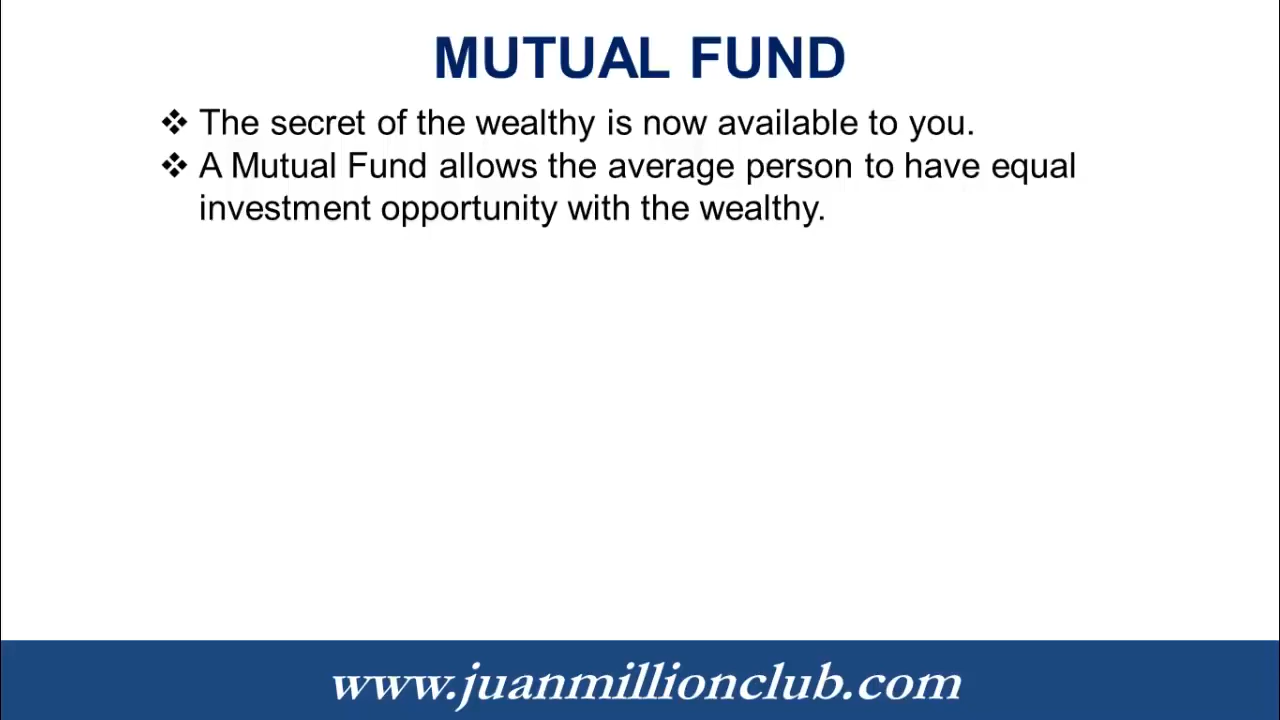 MUTUAL FUND
❖ The secret of the wealthy is now available to you.
❖ A Mutual Fund allows the average person to have equal
investment opportunity with the wealthy.
www.juanmillionclub.com